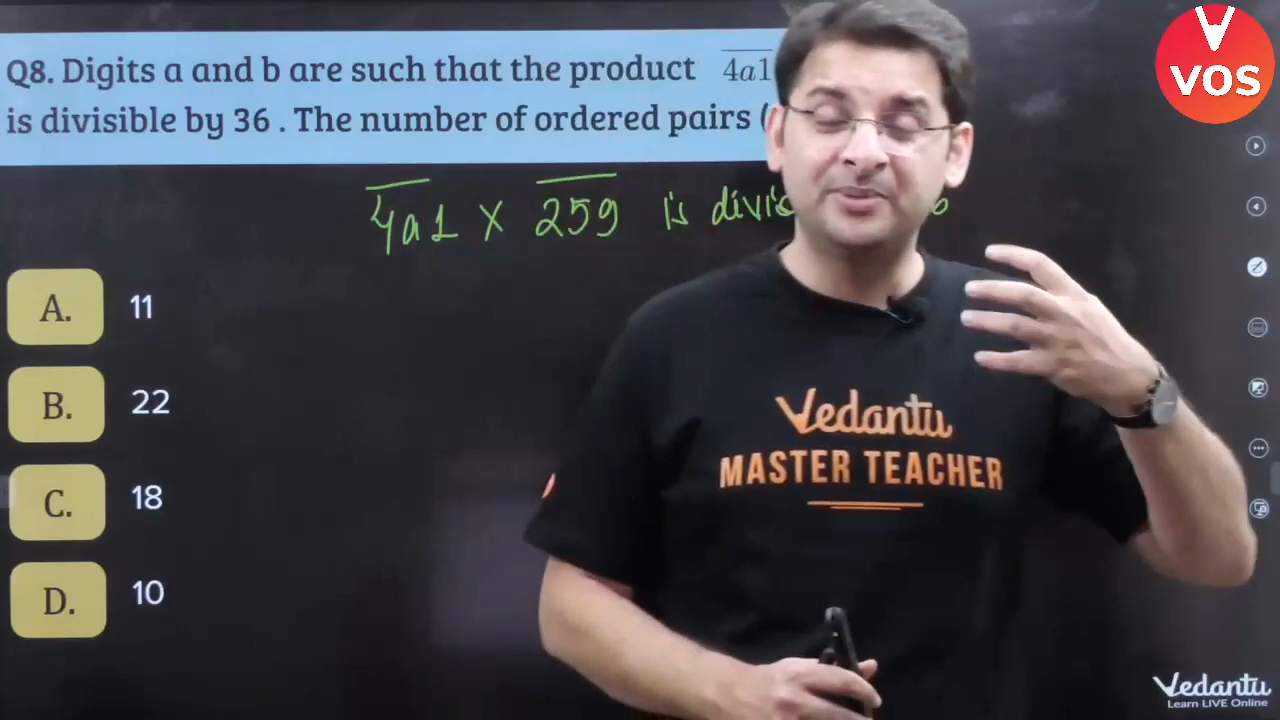 Q8. Digits a and b are such that the product 4a1
is divisible by 36 . The number of ordered pairs (
4a1 × 259 is
A. 11
B. 22
C. 18
D. 10
Vedantu
MASTER TEACHER
V
VOS
Vedantu
Learn LIVE Online